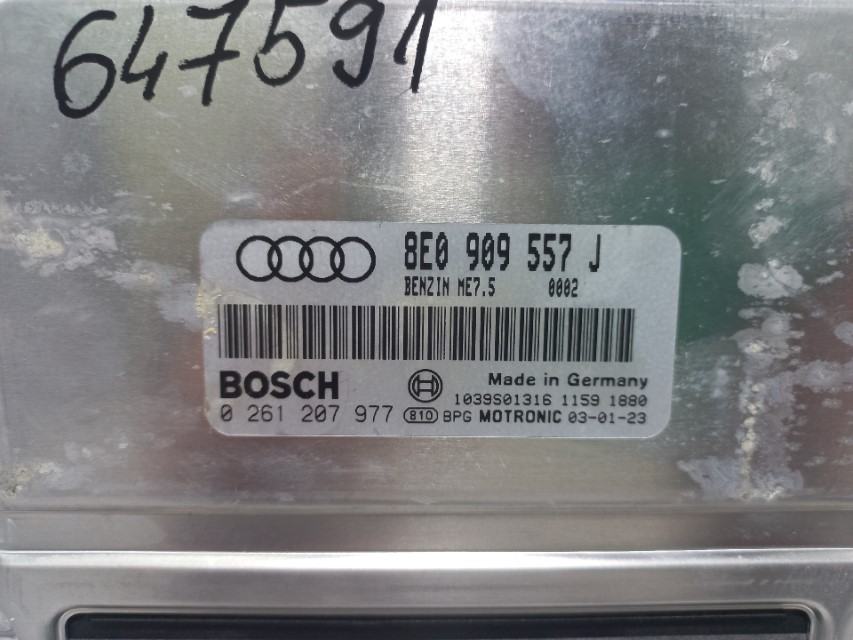 647591
8E0 909 557 J
BENZIN ME7.5 0002
BOSCH
Made in Germany
1039S01316 1159 1880
0 261 207 977 810 BPG MOTRONIC 03-01-23